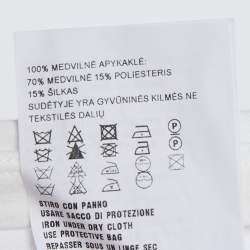 100% MEDVILNĖ APYKAKLĖ:
70% MEDVILNĖ 15% POLIESTERIS
15% ŠILKAS
SUDĖTYJE YRA GYVŪNINĖS KILMĖS NE
TEKSTILĖS DALIŲ
P
STIRO CON PANNO
USARE SACCO DI PROTEZIONE
IRON UNDER DRY CLOTH
USE PROTECTIVE BAG
REPASSER SOUS UN LINGE SEC